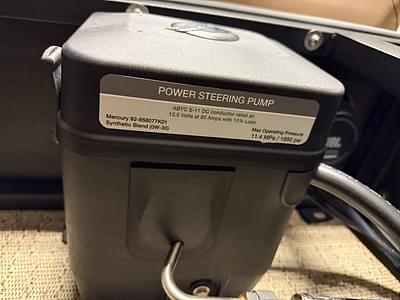 POWER STEERING PUMP
ABYC E-11 DC conductor rated at:
12.5 Volts at 80 Amps with 10% Loss
Mercury 92-858077K01
Synthetic Blend (0W-30)
Max Operating Pressure
11.4 MPa / 1650 psi
JBL